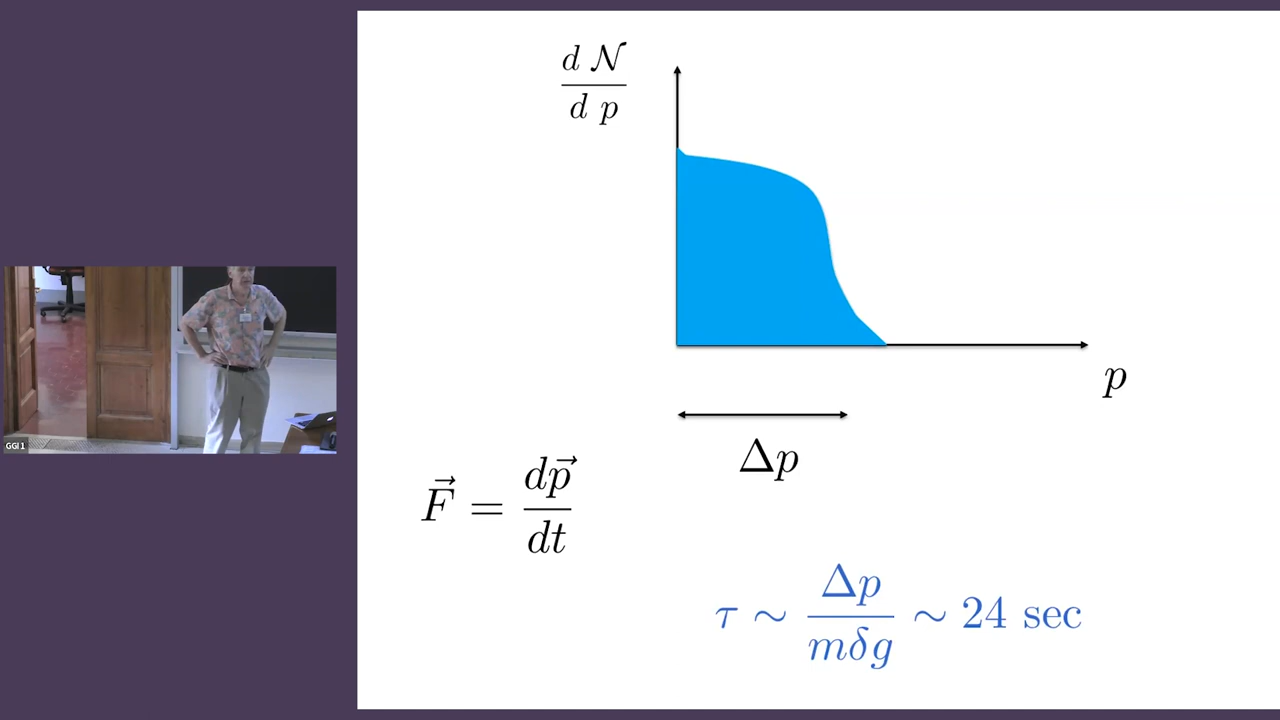 d 𝒩 / d p
p
Δp
F⃗ = dp⃗ / dt
τ ∼ Δp / mδg ∼ 24 sec
GGI 1